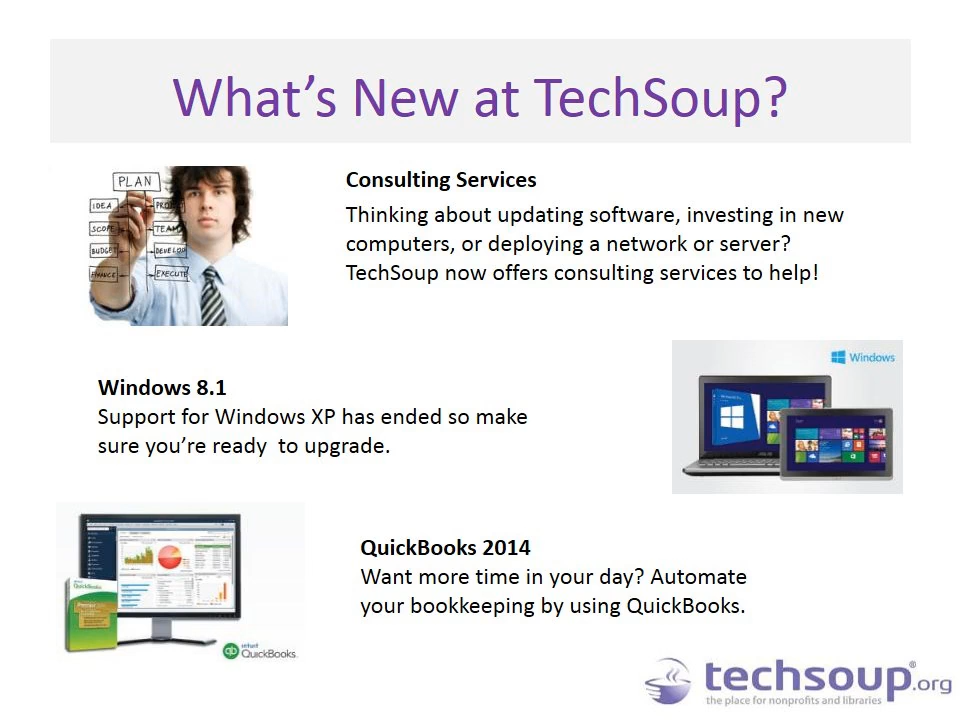 What's New at TechSoup?
PLAN
IDEA
SCOPE
TEAM
BUDGET
DEVELOP
FINANCE
EXECUTE
Consulting Services
Thinking about updating software, investing in new
computers, or deploying a network or server?
TechSoup now offers consulting services to help!
Windows 8.1
Support for Windows XP has ended so make
sure you're ready  to upgrade.
Windows
QuickBooks
Premier
intuit
QuickBooks.
QuickBooks 2014
Want more time in your day? Automate
your bookkeeping by using QuickBooks.
techsoup®.org
the place for nonprofits and libraries